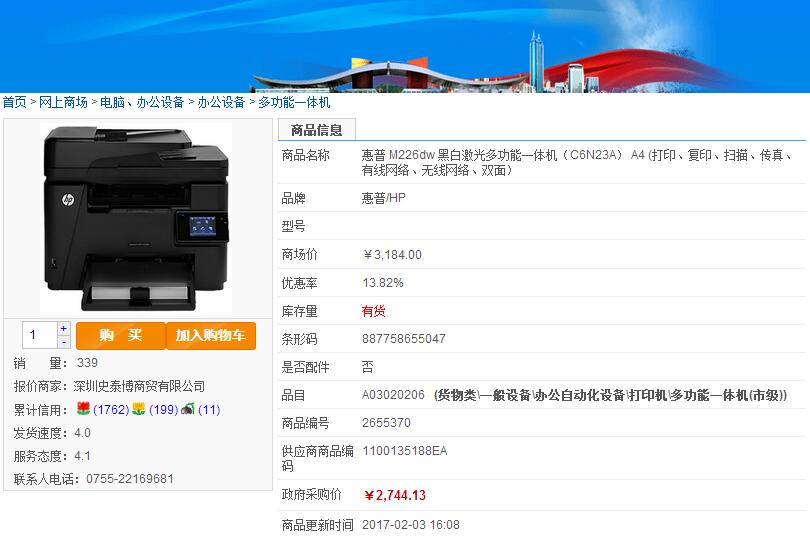 首页 > 网上商场 > 电脑、办公设备 > 办公设备 > 多功能一体机
hp
1
+
-
购 买
加入购物车
销 量： 339
报价商家： 深圳史泰博商贸有限公司
累计信用： (1762) (199) (11)
发货速度： 4.0
服务态度： 4.1
联系人电话： 0755-22169681
商品信息
商品名称 惠普 M226dw 黑白激光多功能一体机（C6N23A） A4 (打印、复印、扫描、传真、
有线网络、无线网络、双面）
品牌 惠普/HP
型号
商场价 ￥3,184.00
优惠率 13.82%
库存量 有货
条形码 887758655047
是否配件 否
品目 A03020206 (货物类\一般设备\办公自动化设备\打印机\多功能一体机(市级))
商品编号 2655370
供应商商品编 1100135188EA
码
政府采购价 ￥2,744.13
商品更新时间 2017-02-03 16:08